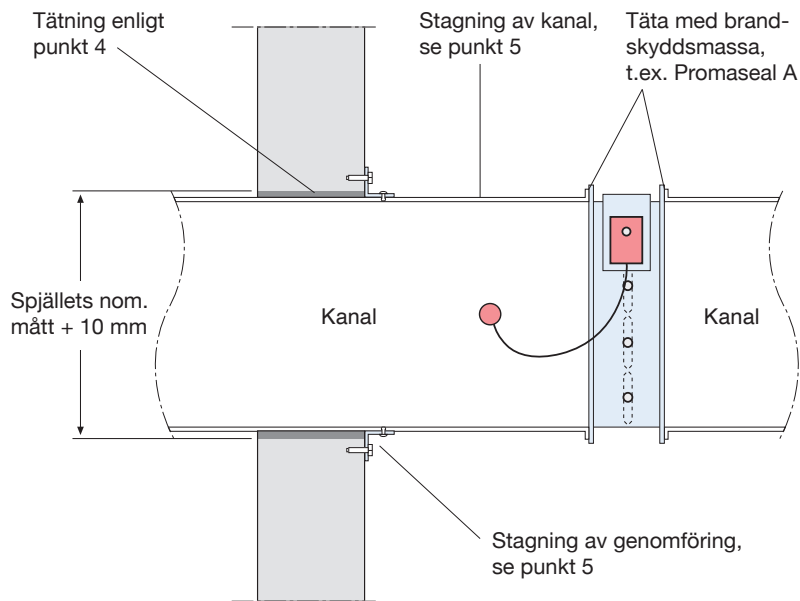 Tätning enligt
punkt 4
Stagning av kanal,
se punkt 5
Täta med brand-
skyddsmassa,
t.ex. Promaseal A
Spjällets nom.
mått + 10 mm
Kanal
Kanal
Stagning av genomföring,
se punkt 5